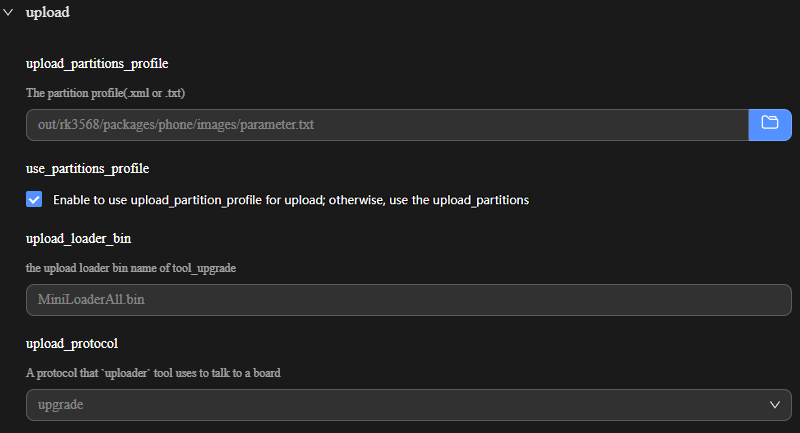 upload
upload_partitions_profile
The partition profile(.xml or .txt)
out/rk3568/packages/phone/images/parameter.txt
use_partitions_profile
Enable to use upload_partition_profile for upload; otherwise, use the upload_partitions
upload_loader_bin
the upload loader bin name of tool_upgrade
MiniLoaderAll.bin
upload_protocol
A protocol that `uploader` tool uses to talk to a board
upgrade